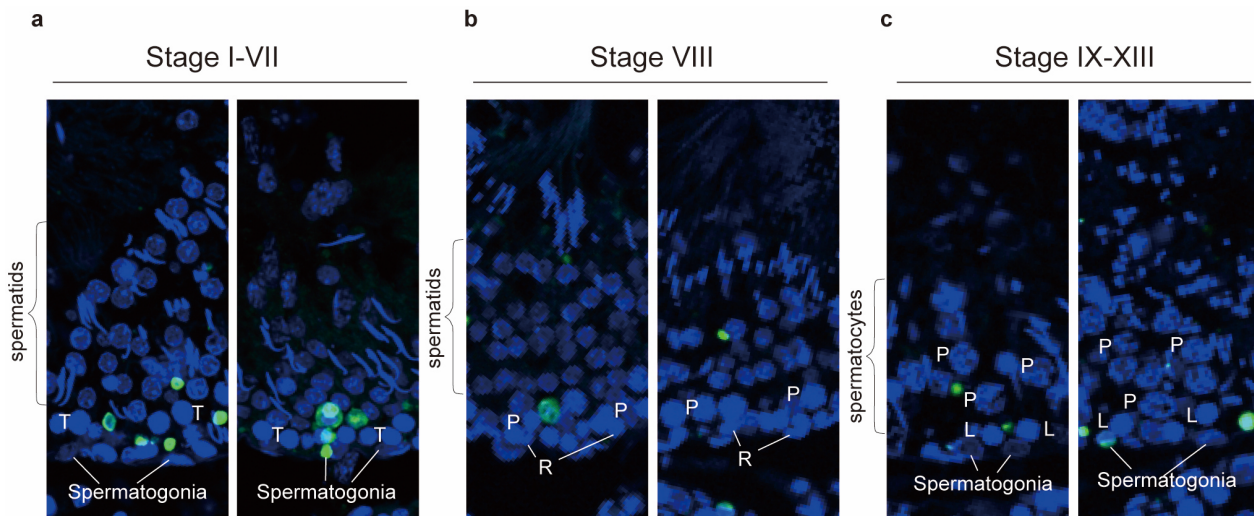 a
b
c
Stage I-VII
Stage VIII
Stage IX-XIII
spermatids
T
T
Spermatogonia
T
T
Spermatogonia
spermatids
P
P
R
P
P
R
spermatocytes
P
P
P
L
L
Spermatogonia
P
P
P
L
L
Spermatogonia